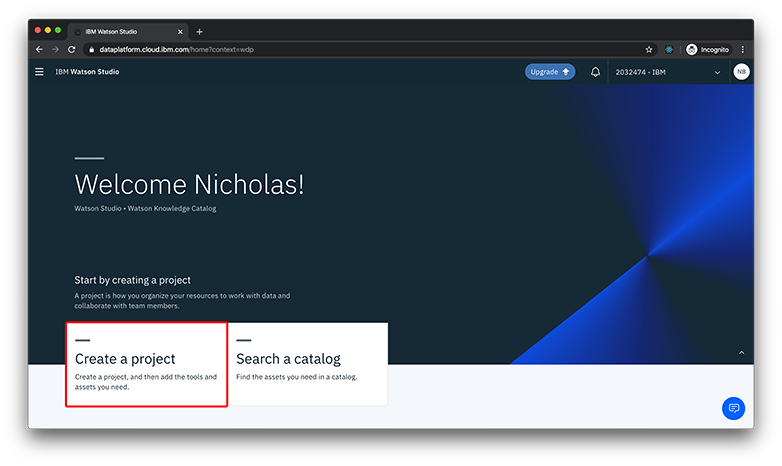 IBM Watson Studio
dataplatform.cloud.ibm.com/home?context=wdp
Incognito
IBM Watson Studio
Upgrade
2032474 - IBM
NB
Welcome Nicholas!
Watson Studio • Watson Knowledge Catalog
Start by creating a project
A project is how you organize your resources to work with data and
collaborate with team members.
Create a project
Create a project, and then add the tools and
assets you need.
Search a catalog
Find the assets you need in a catalog.